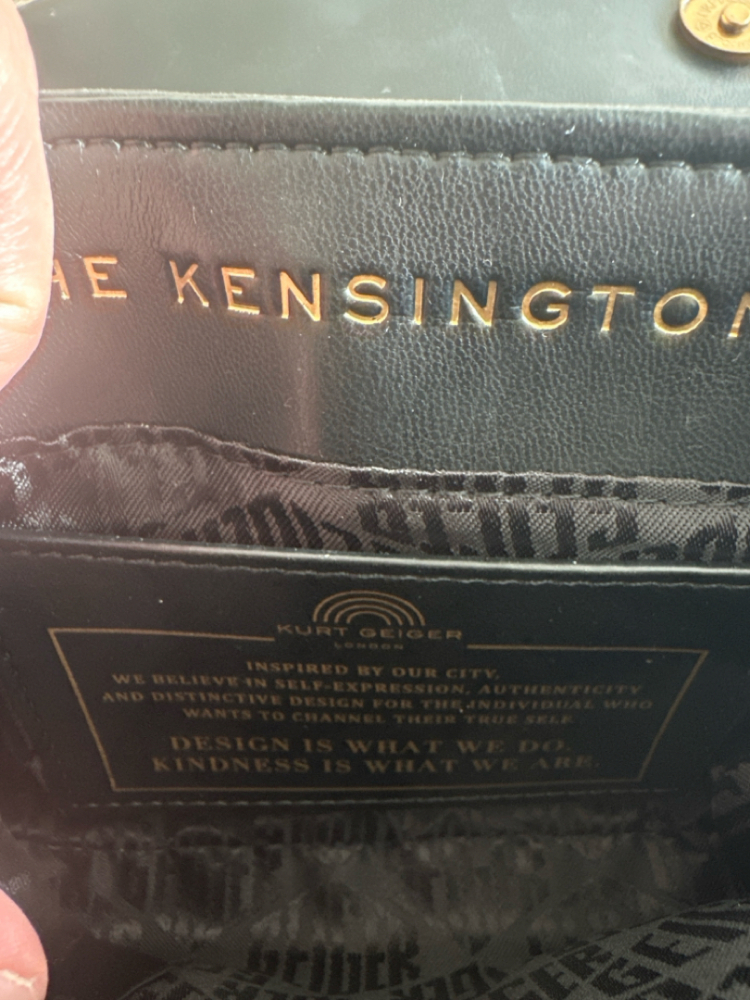 HE KENSINGTON
KURT GEIGER
LONDON
INSPIRED BY OUR CITY,
WE BELIEVE IN SELF-EXPRESSION, AUTHENTICITY
AND DISTINCTIVE DESIGN FOR THE INDIVIDUAL WHO
WANTS TO CHANNEL THEIR TRUE SELF.
DESIGN IS WHAT WE DO.
KINDNESS IS WHAT WE ARE.
GEIGER